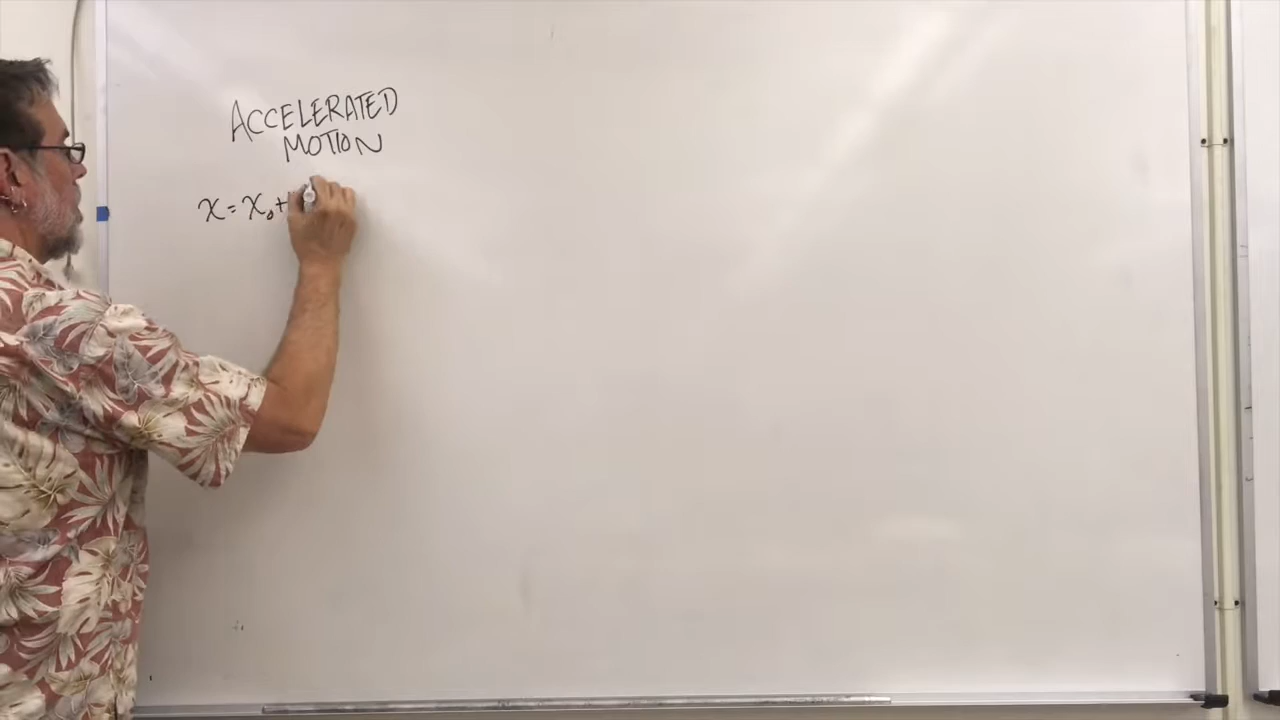 ACCELERATED
MOTION
x = x₀ +